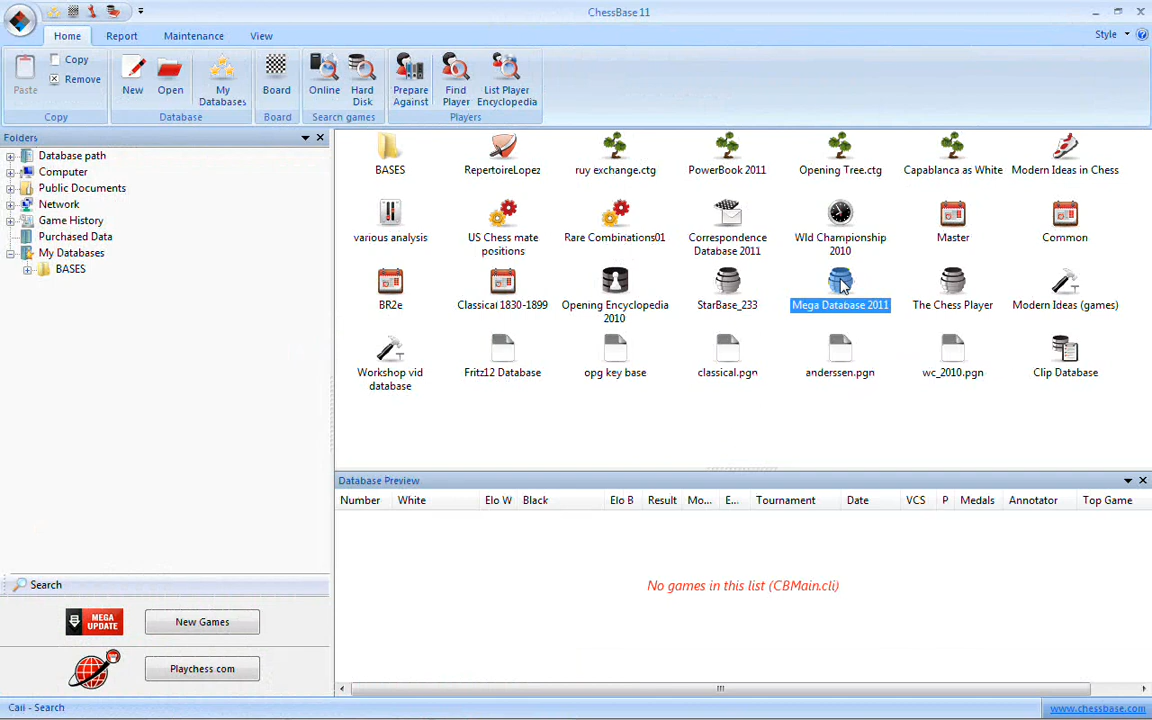 ChessBase 11
Home Report Maintenance View
Style
Paste
Copy
Remove
Copy
New
Open
My Databases
Database
Board
Board
Online
Hard Disk
Search games
Prepare Against
Find Player
List Player Encyclopedia
Players
Folders
Database path
Computer
Public Documents
Network
Game History
Purchased Data
My Databases
BASES
Search
MEGA UPDATE
New Games
Playchess com
BASES RepertoireLopez ruy exchange.ctg PowerBook 2011 Opening Tree.ctg Capablanca as White Modern Ideas in Chess
various analysis US Chess mate positions Rare Combinations01 Correspondence Database 2011 Wld Championship 2010 Master Common
BR2e Classical 1830-1899 Opening Encyclopedia 2010 StarBase_233 Mega Database 2011 The Chess Player Modern Ideas (games)
Workshop vid database Fritz12 Database opg key base classical.pgn anderssen.pgn wc_2010.pgn Clip Database
Database Preview
Number White Elo W Black Elo B Result Mo... E... Tournament Date VCS P Medals Annotator Top Game
No games in this list (CBMain.cli)
Caii - Search
www.chessbase.com